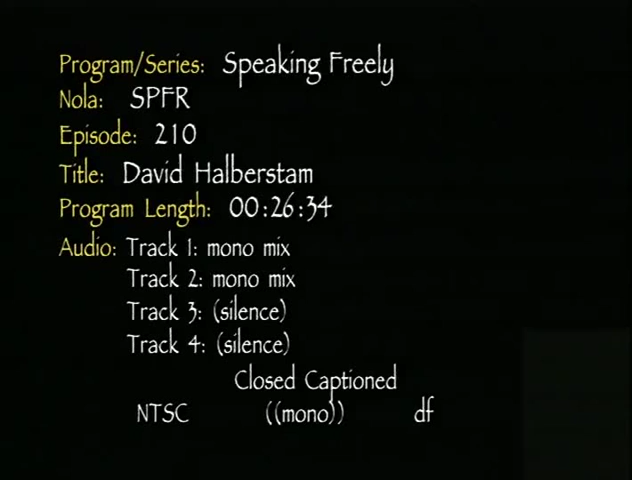 Program/Series: Speaking Freely
Nola: SPFR
Episode: 210
Title: David Halberstam
Program Length: 00:26:34
Audio: Track 1: mono mix
Track 2: mono mix
Track 3: (silence)
Track 4: (silence)
Closed Captioned
NTSC ((mono)) df